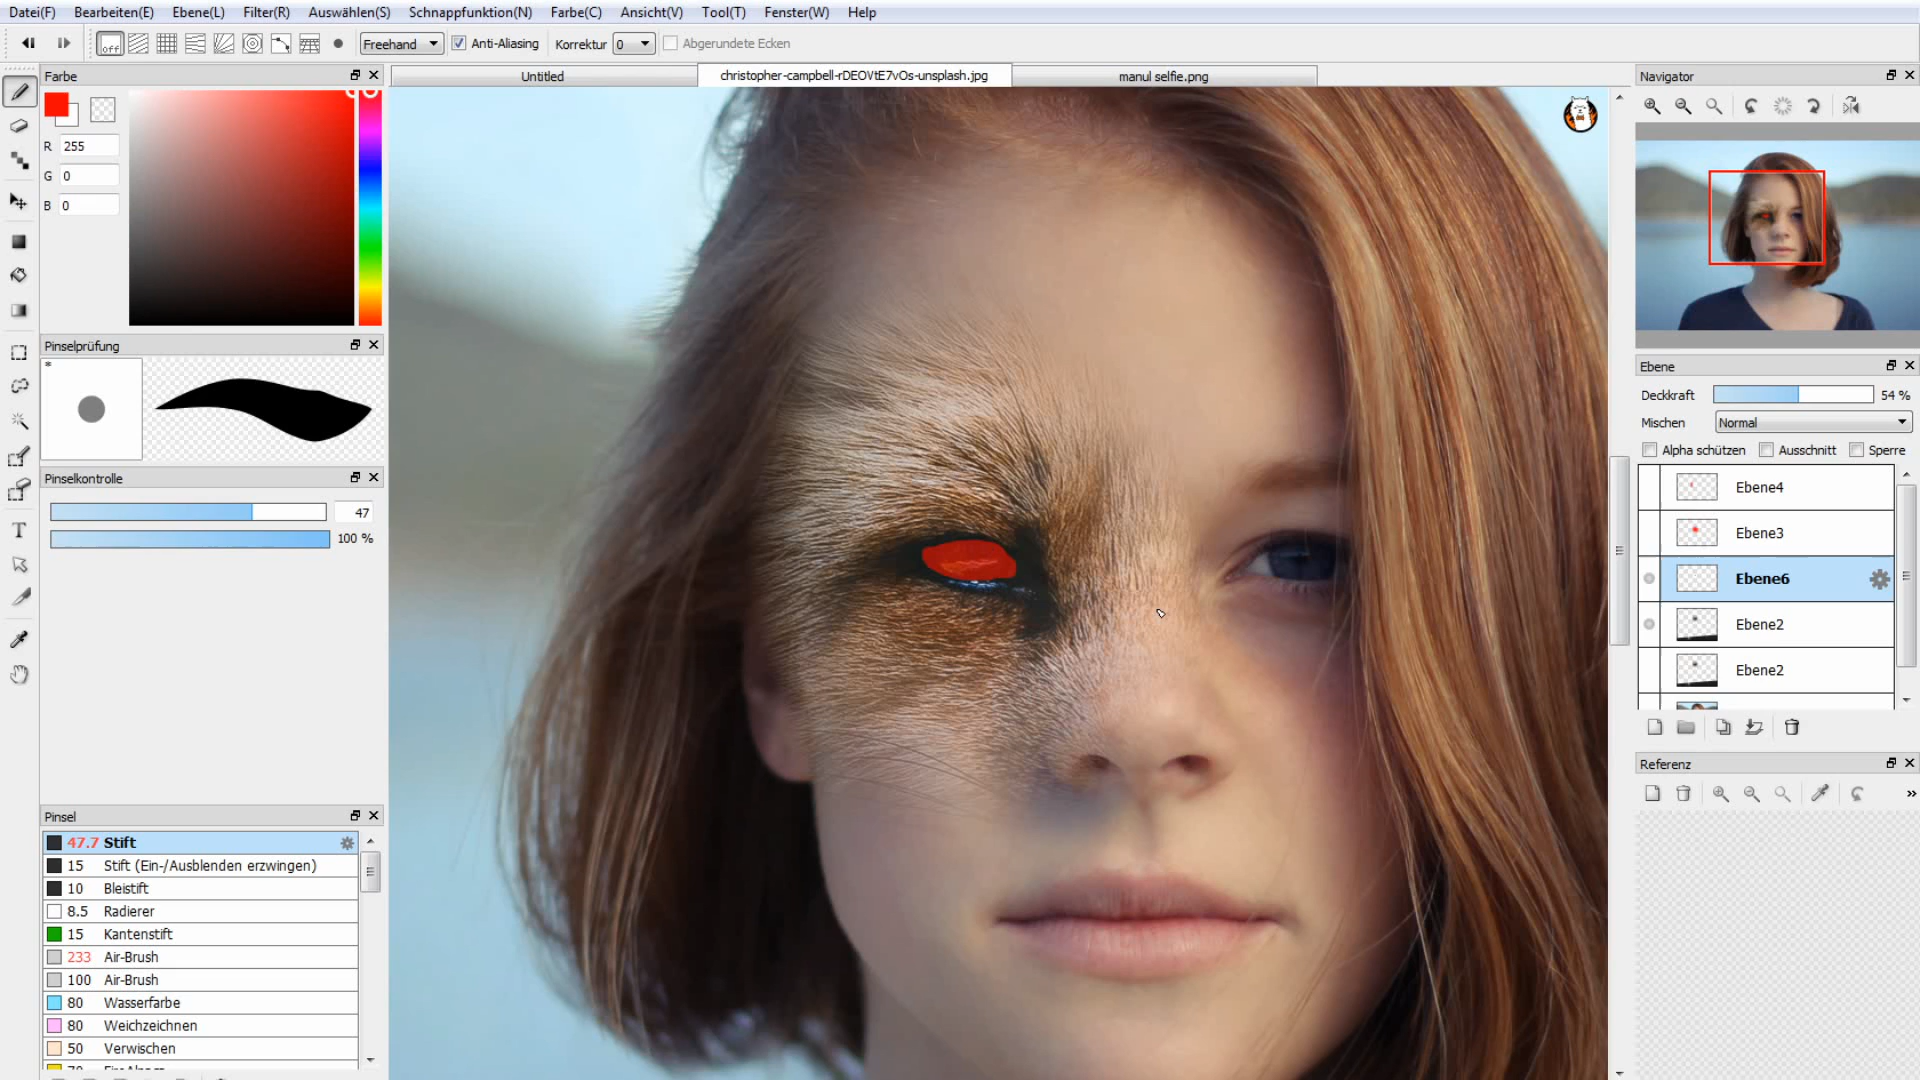 Datei(F) Bearbeiten(E) Ebene(L) Filter(R) Auswählen(S) Schnappfunktion(N) Farbe(C) Ansicht(V) Tool(T) Fenster(W) Help
off Freehand Anti-Aliasing Korrektur 0 Abgerundete Ecken
Farbe
R 255
G 0
B 0
Pinselprüfung
*
Pinselkontrolle
47
100 %
Pinsel
47.7 Stift
15 Stift (Ein-/Ausblenden erzwingen)
10 Bleistift
8.5 Radierer
15 Kantenstift
233 Air-Brush
100 Air-Brush
80 Wasserfarbe
80 Weichzeichnen
50 Verwischen
Untitled christopher-campbell-rDEOVtE7vOs-unsplash.jpg manul selfie.png
Navigator
Ebene
Deckkraft 54 %
Mischen Normal
Alpha schützen Ausschnitt Sperre
Ebene4
Ebene3
Ebene6
Ebene2
Ebene2
Referenz